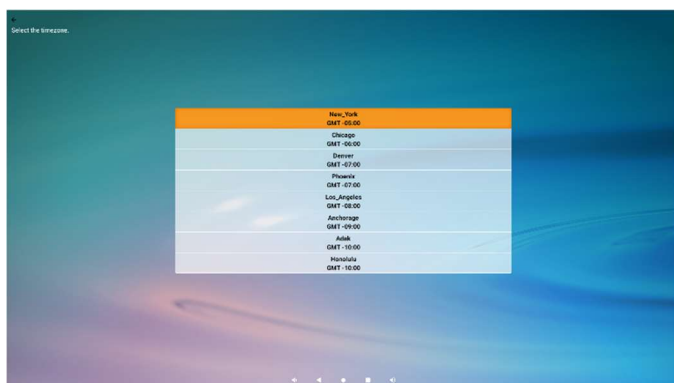 Select the timezone.
New_York
GMT -05:00
Chicago
GMT -06:00
Denver
GMT -07:00
Phoenix
GMT -07:00
Los_Angeles
GMT -08:00
Anchorage
GMT -09:00
Adak
GMT -10:00
Honolulu
GMT -10:00